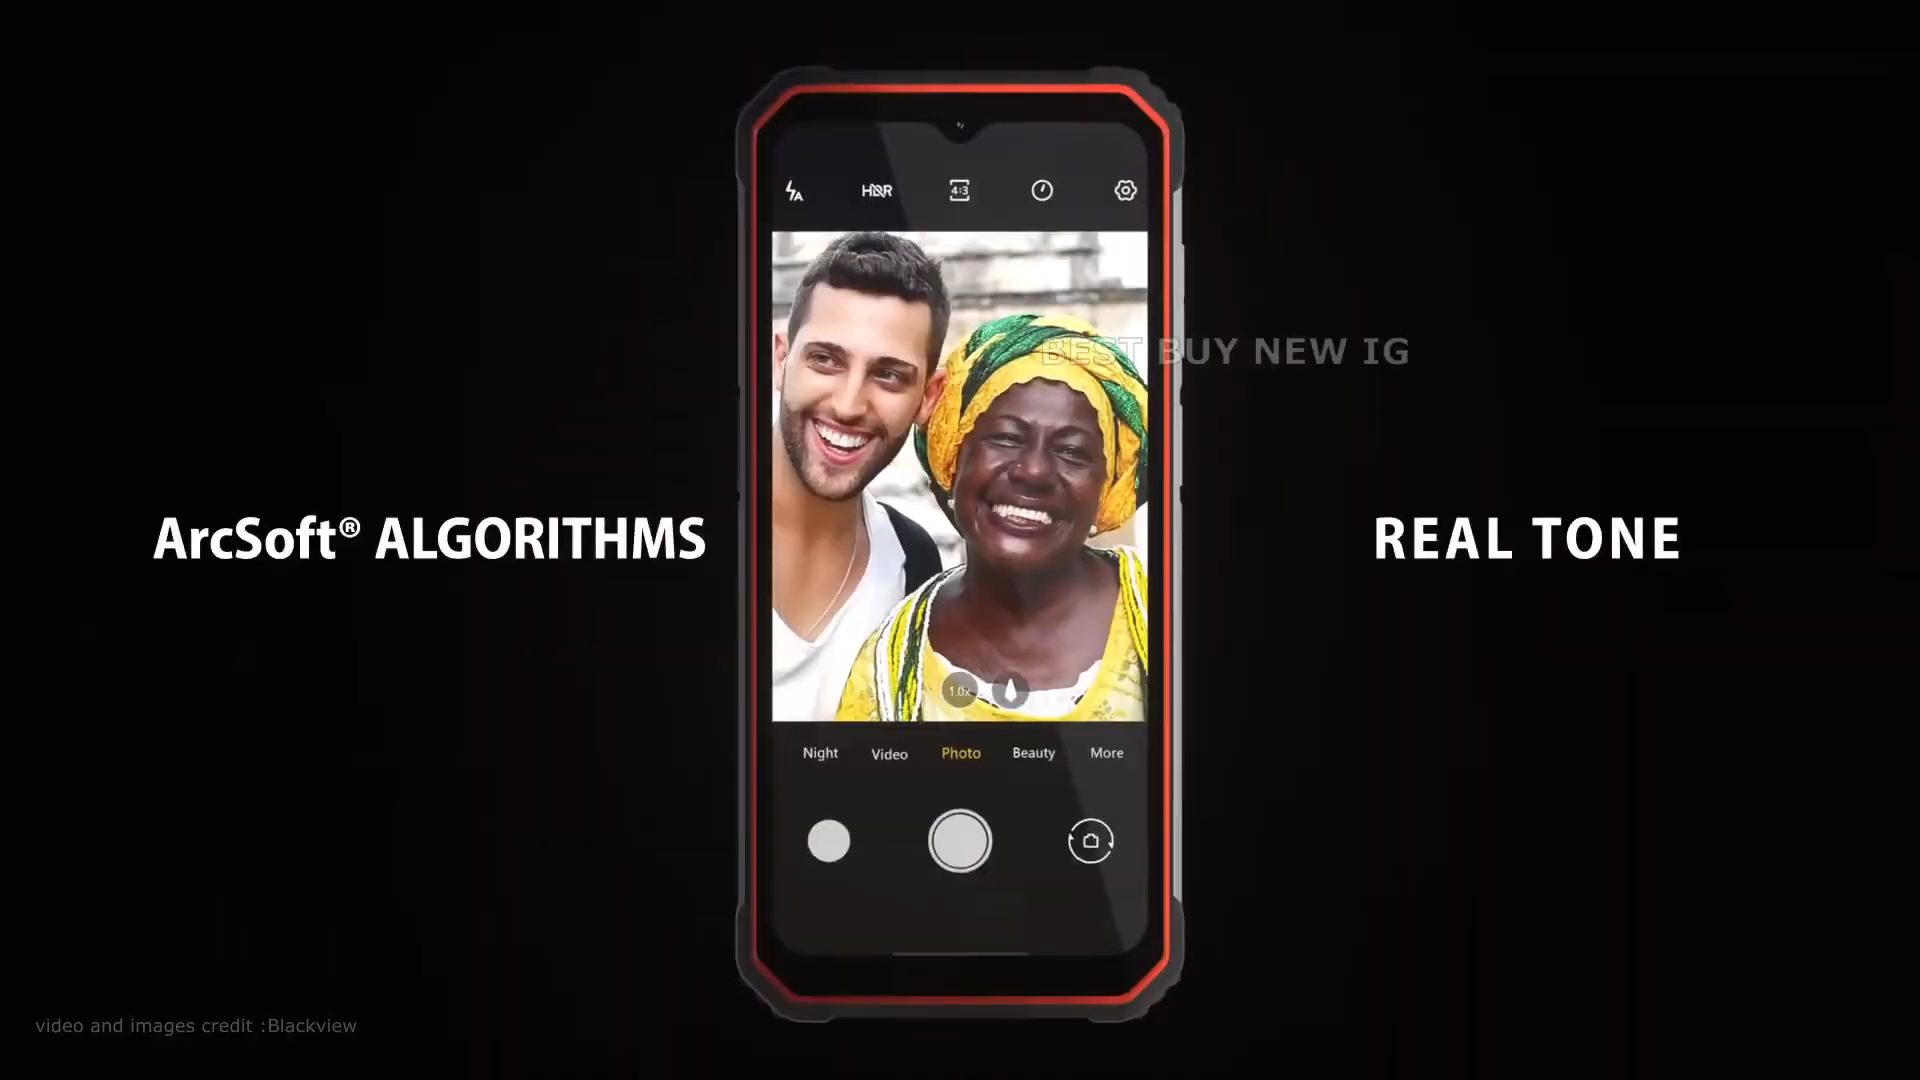 HDR
4:3
BEST BUY NEW IG
ArcSoft® ALGORITHMS
REAL TONE
1.0x
Night Video Photo Beauty More
video and images credit :Blackview